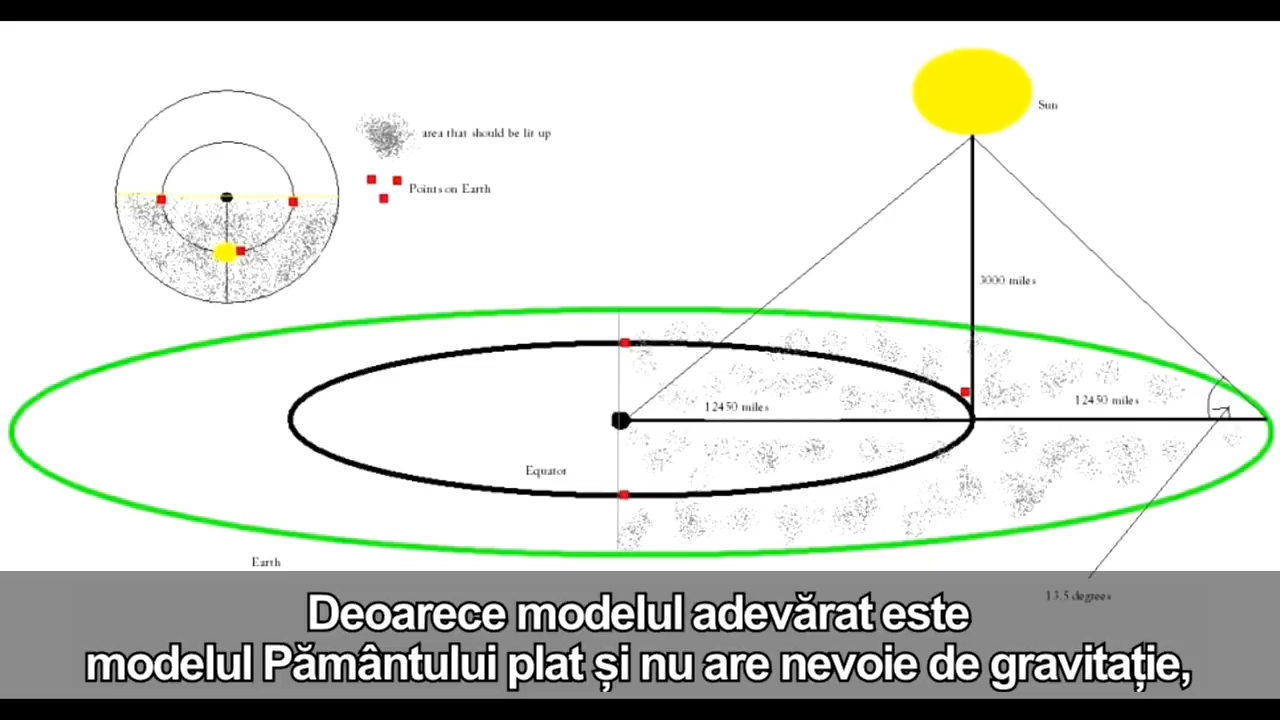 Sun
area that should be lit up
Points on Earth
3000 miles
12450 miles
12450 miles
Equator
Earth
13.5 degrees
Deoarece modelul adevărat este
modelul Pământului plat și nu are nevoie de gravitație,